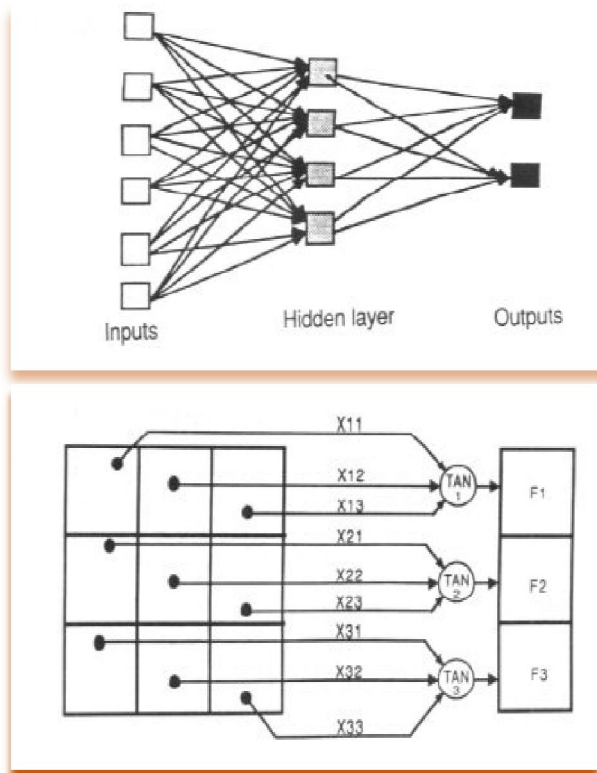 Inputs Hidden layer Outputs
X11
X12
X13
TAN 1
F1
X21
X22
X23
TAN 2
F2
X31
X32
X33
TAN 3
F3